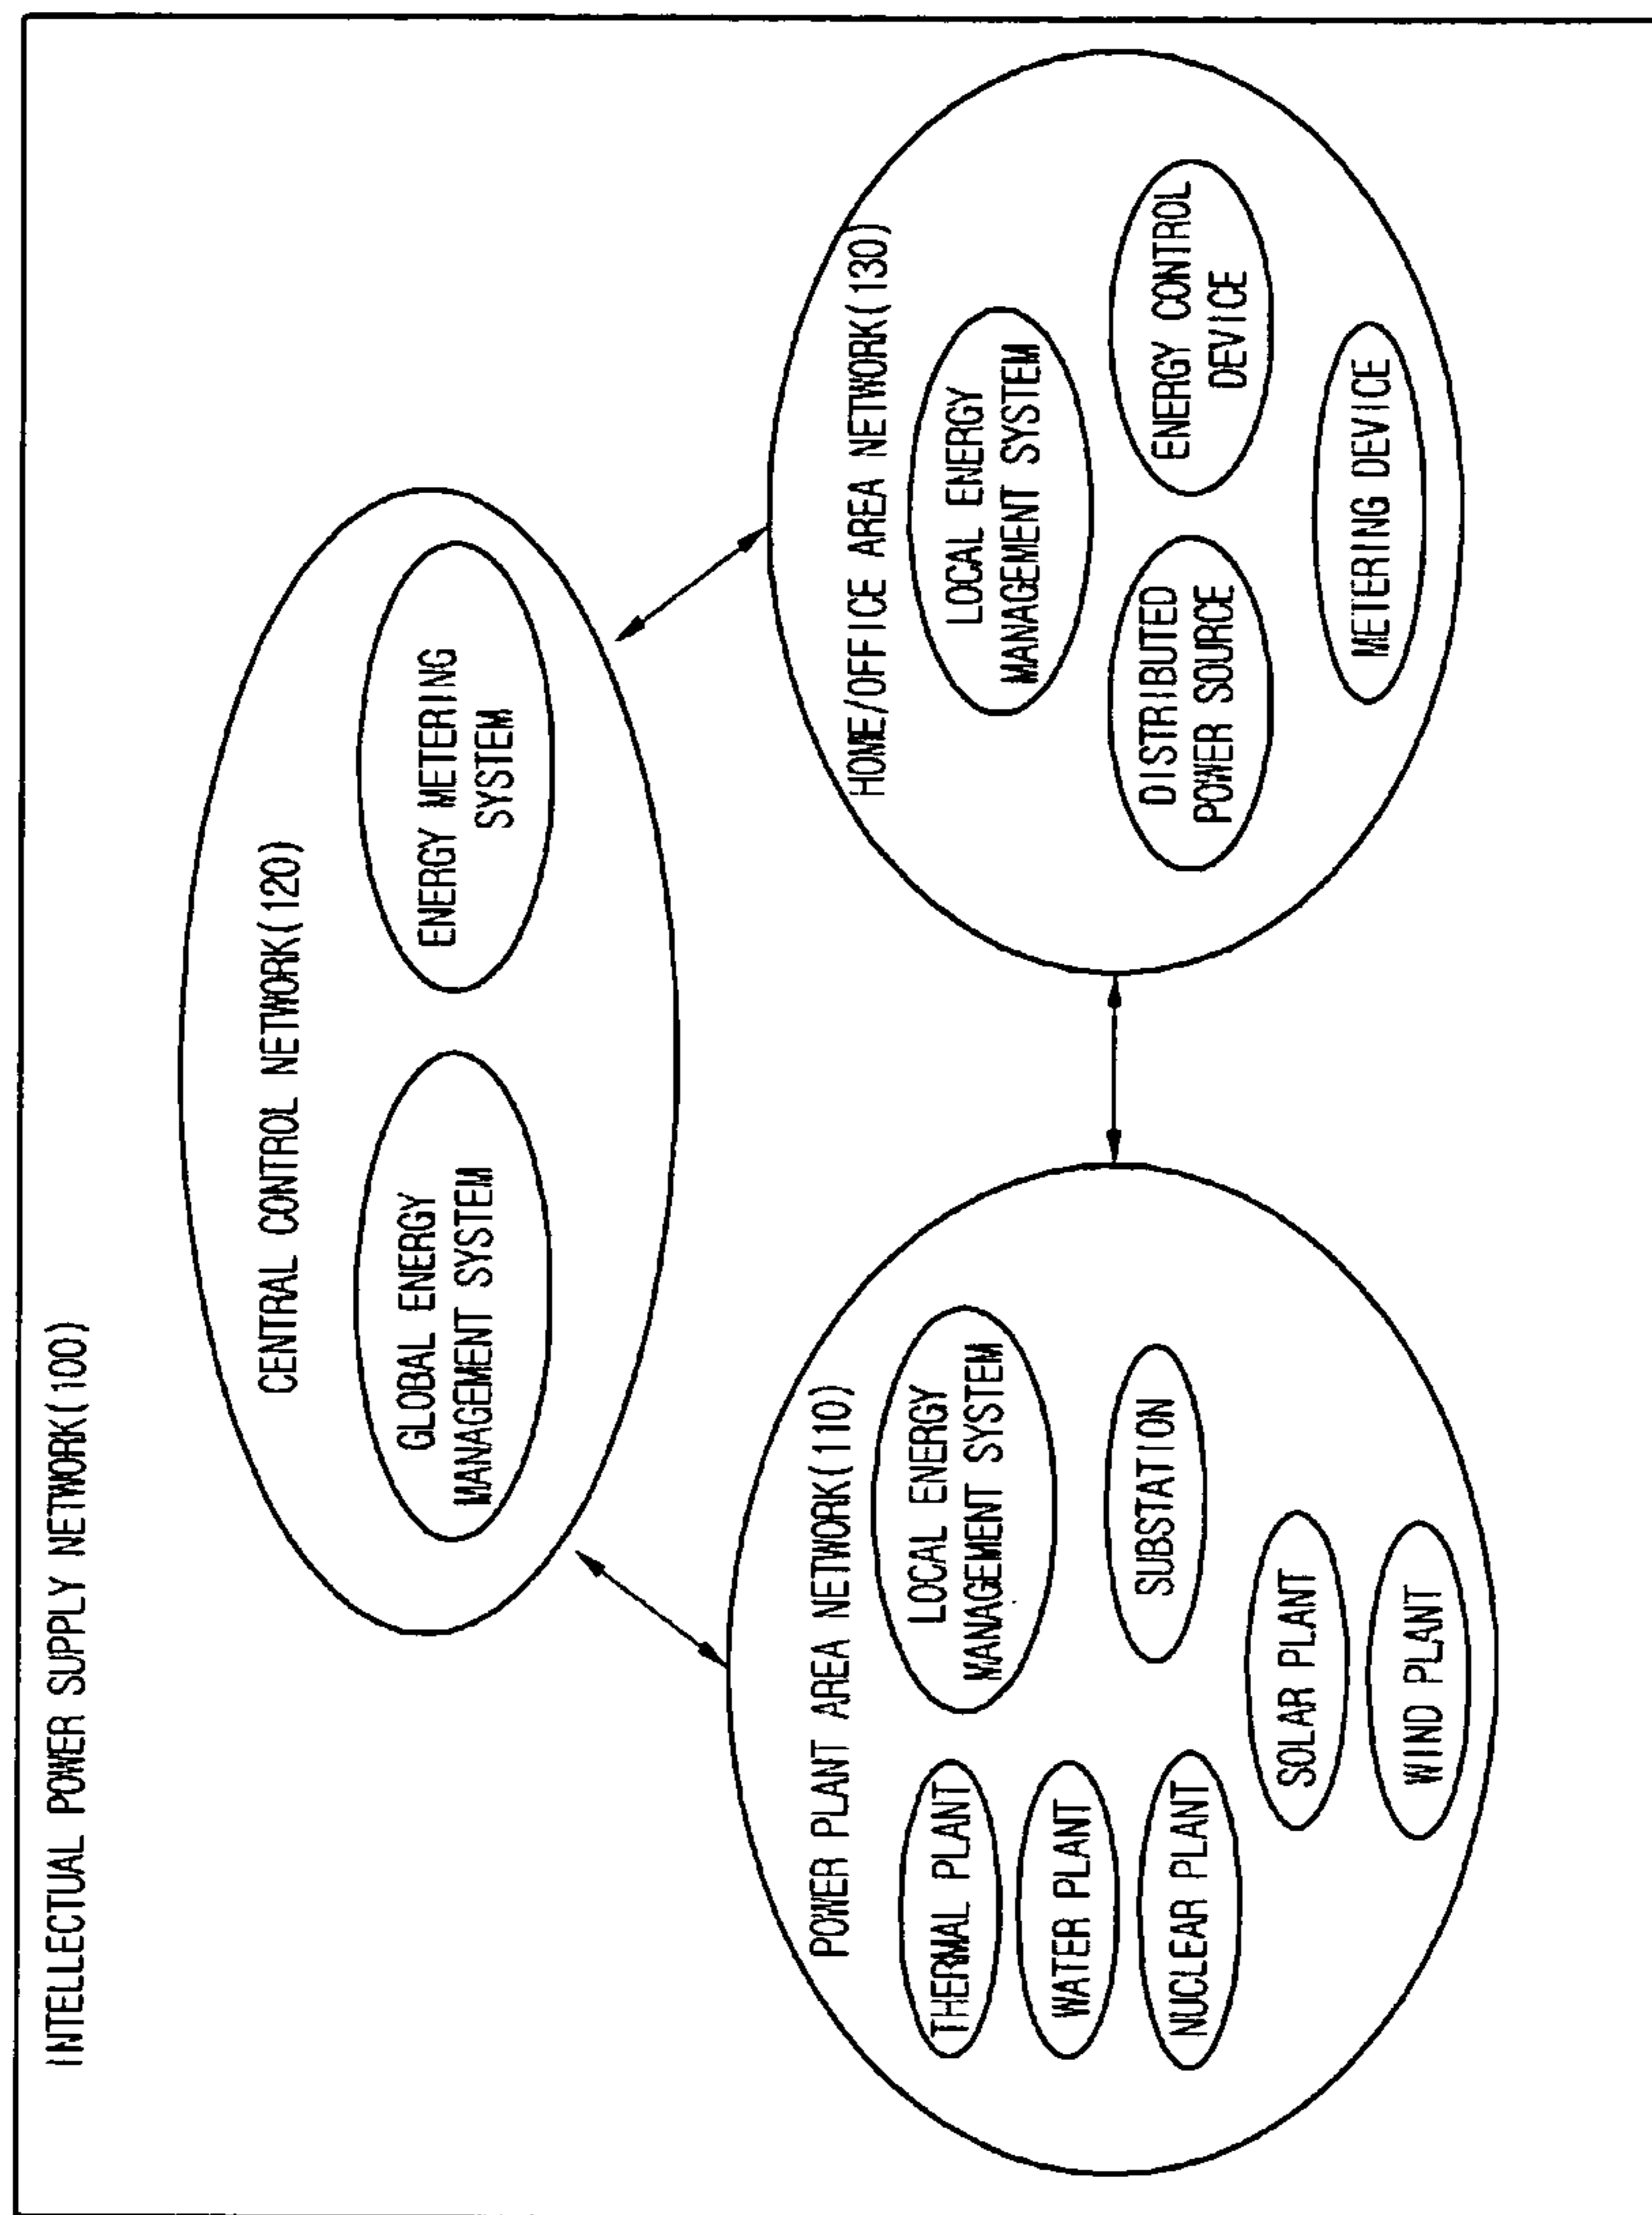 INTELLECTUAL POWER SUPPLY NETWORK(100)
CENTRAL CONTROL NETWORK(120)
GLOBAL ENERGY
MANAGEMENT SYSTEM
ENERGY METERING
SYSTEM
POWER PLANT AREA NETWORK(110)
THERMAL PLANT
WATER PLANT
NUCLEAR PLANT
LOCAL ENERGY
MANAGEMENT SYSTEM
SUBSTATION
SOLAR PLANT
WIND PLANT
HOME/OFFICE AREA NETWORK(130)
LOCAL ENERGY
MANAGEMENT SYSTEM
DISTRIBUTED
POWER SOURCE
ENERGY CONTROL
DEVICE
METERING DEVICE